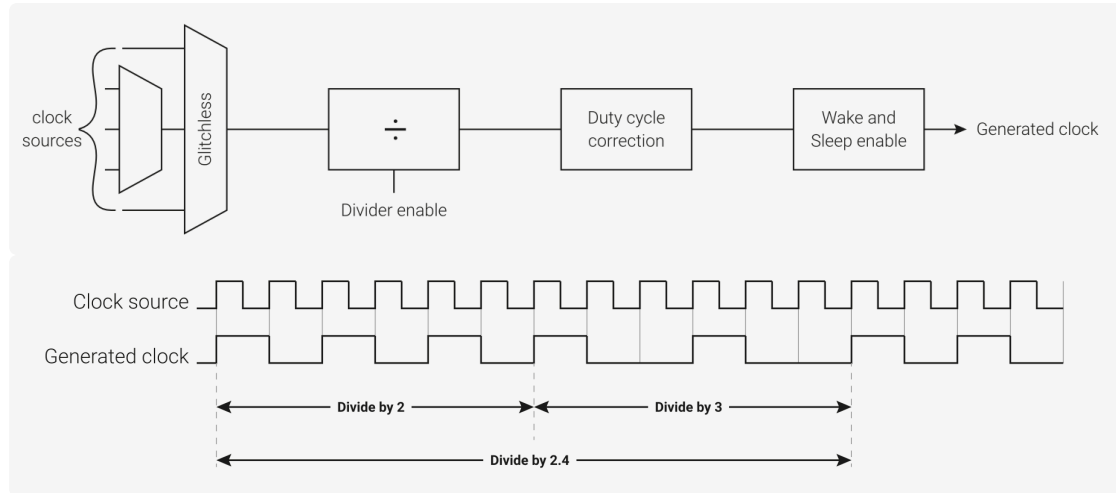 clock
sources
Glitchless
÷
Divider enable
Duty cycle
correction
Wake and
Sleep enable
Generated clock
Clock source
Generated clock
Divide by 2
Divide by 3
Divide by 2.4